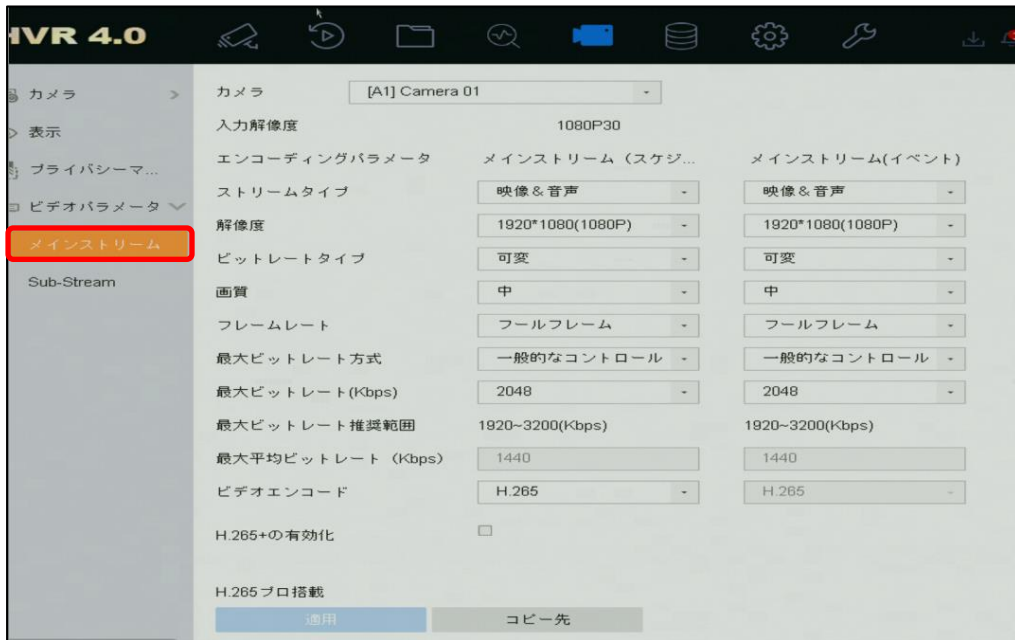 HVR 4.0
カメラ >
表示
プライバシーマ...
ビデオパラメータ
メインストリーム
Sub-Stream
カメラ [A1] Camera 01
入力解像度 1080P30
エンコーディングパラメータ メインストリーム（スケジ... メインストリーム(イベント)
ストリームタイプ 映像&音声 映像&音声
解像度 1920*1080(1080P) 1920*1080(1080P)
ビットレートタイプ 可変 可変
画質 中 中
フレームレート フールフレーム フールフレーム
最大ビットレート方式 一般的なコントロール 一般的なコントロール
最大ビットレート(Kbps) 2048 2048
最大ビットレート推奨範囲 1920~3200(Kbps) 1920~3200(Kbps)
最大平均ビットレート（Kbps) 1440 1440
ビデオエンコード H.265 H.265
H.265+の有効化
H.265プロ搭載
適用 コピー先